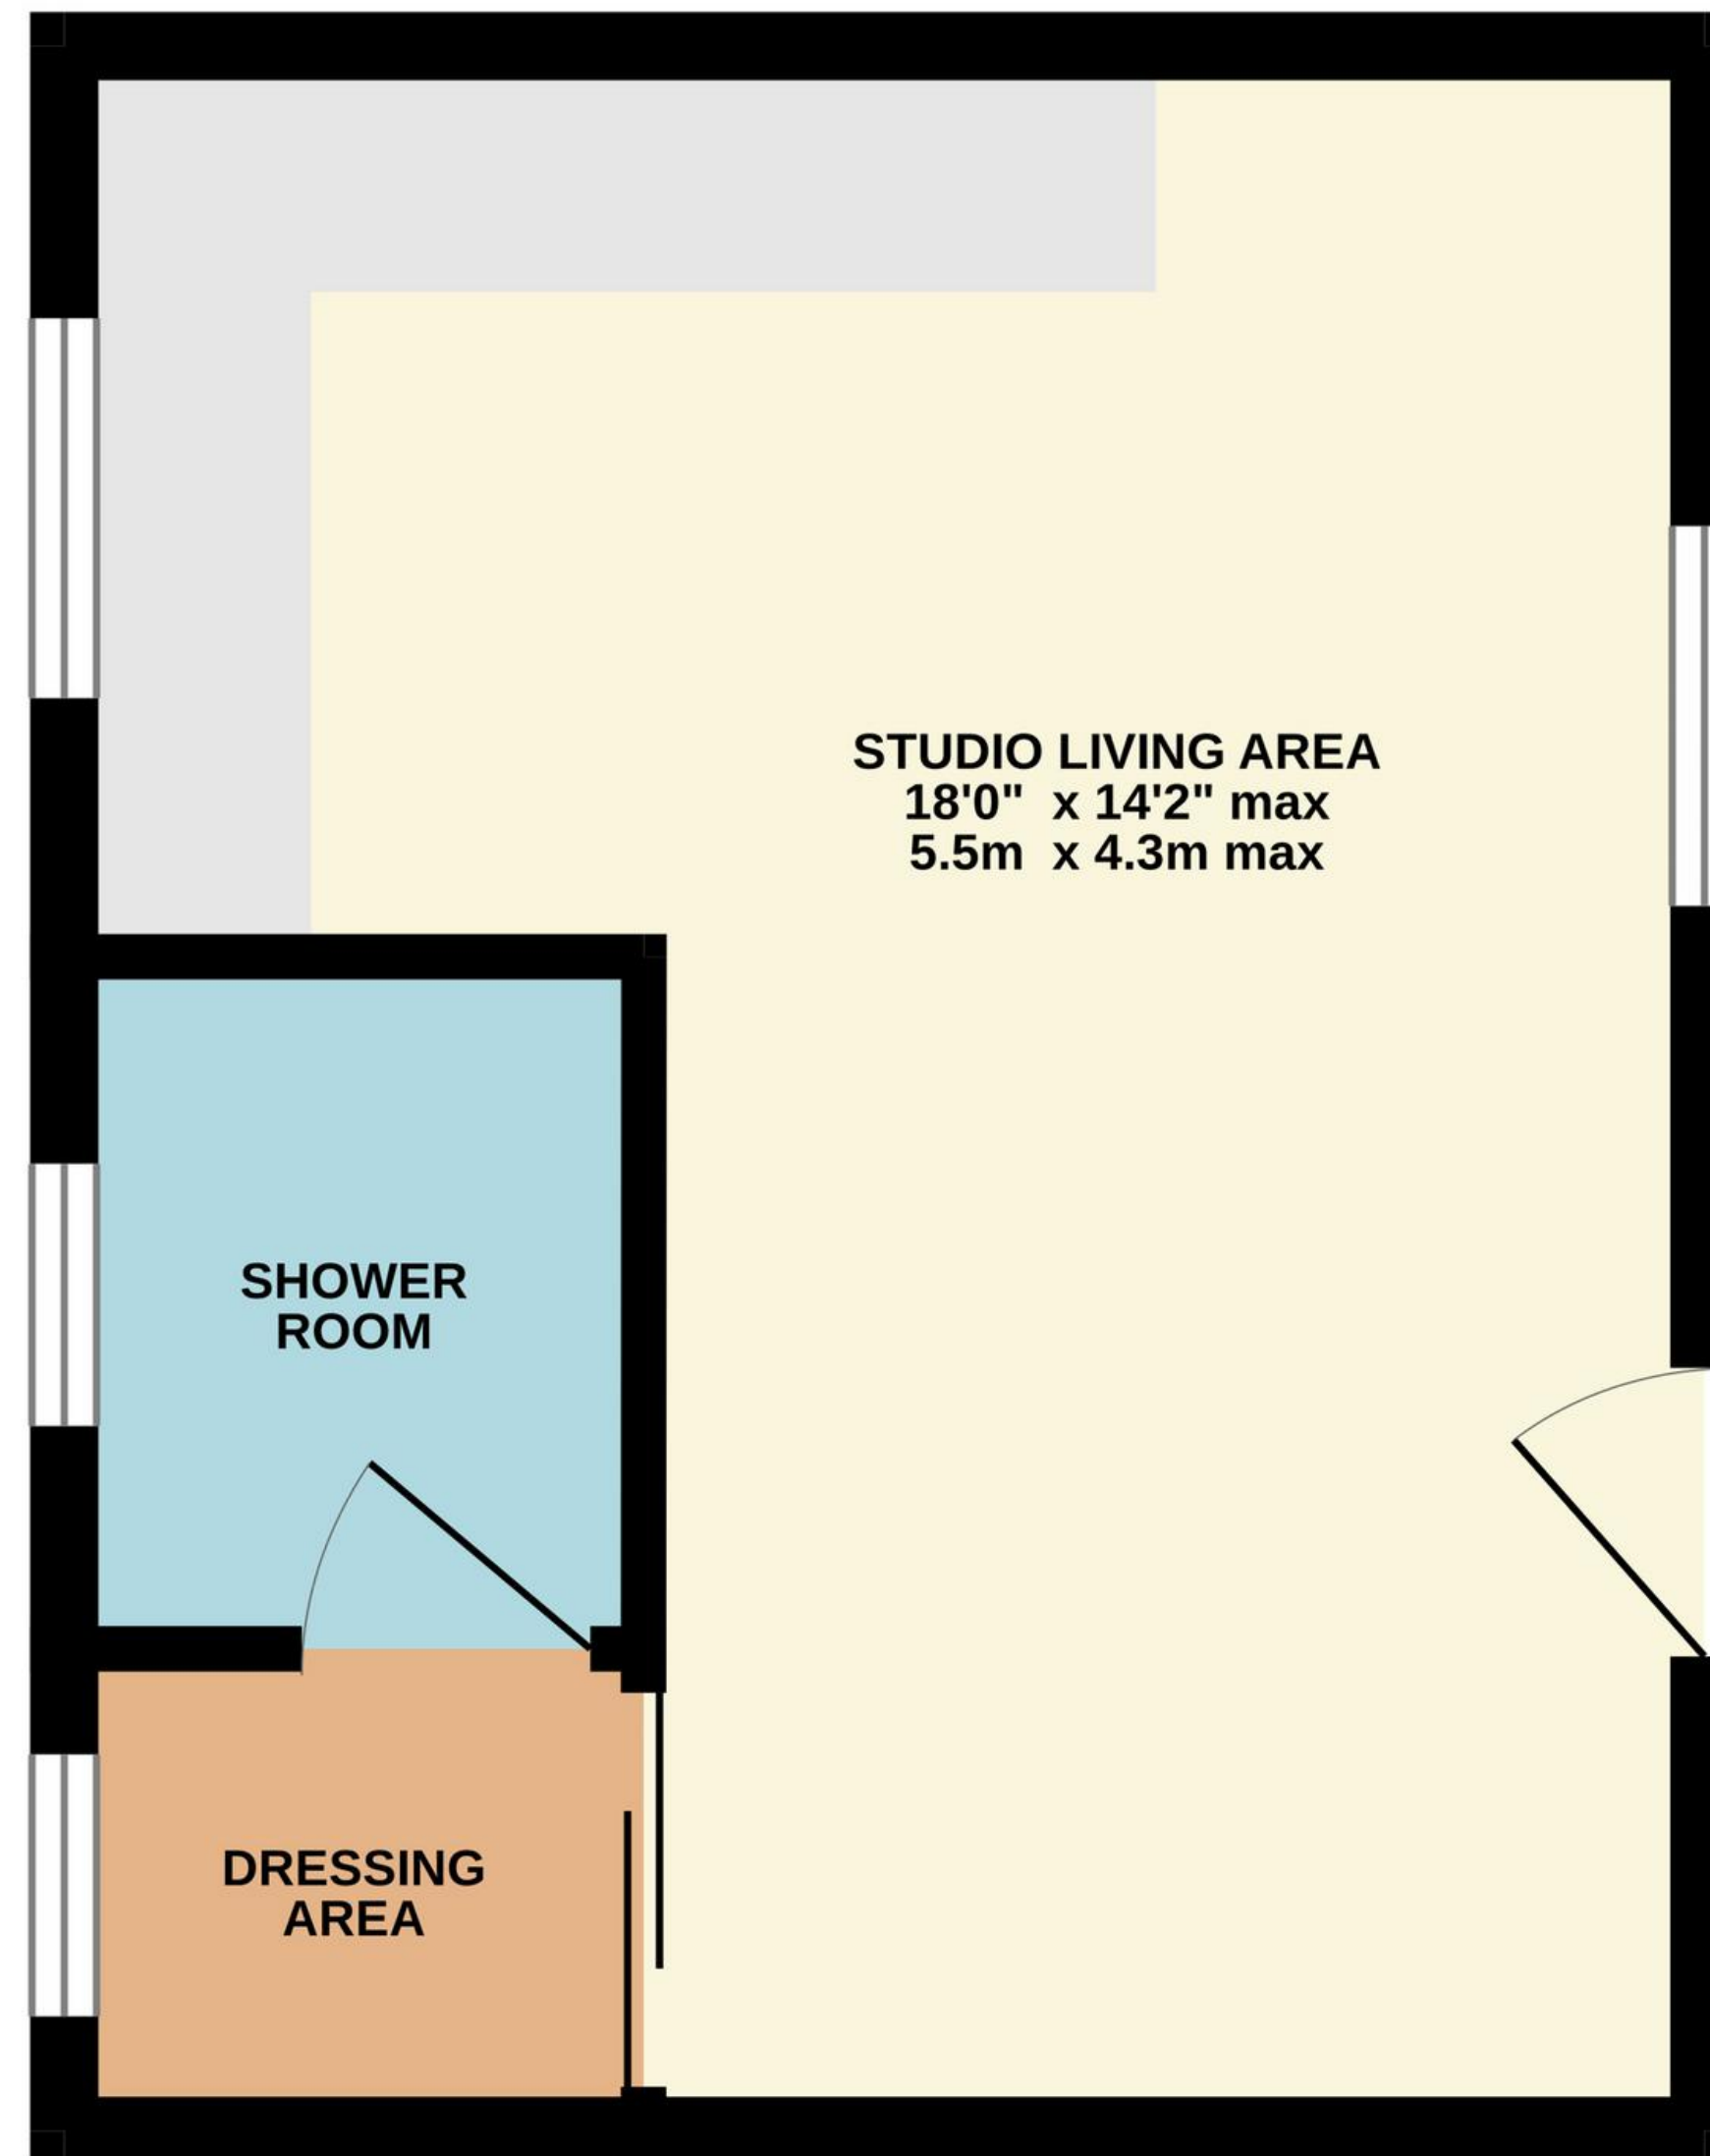 STUDIO LIVING AREA
18'0" x 14'2" max
5.5m x 4.3m max
SHOWER
ROOM
DRESSING
AREA